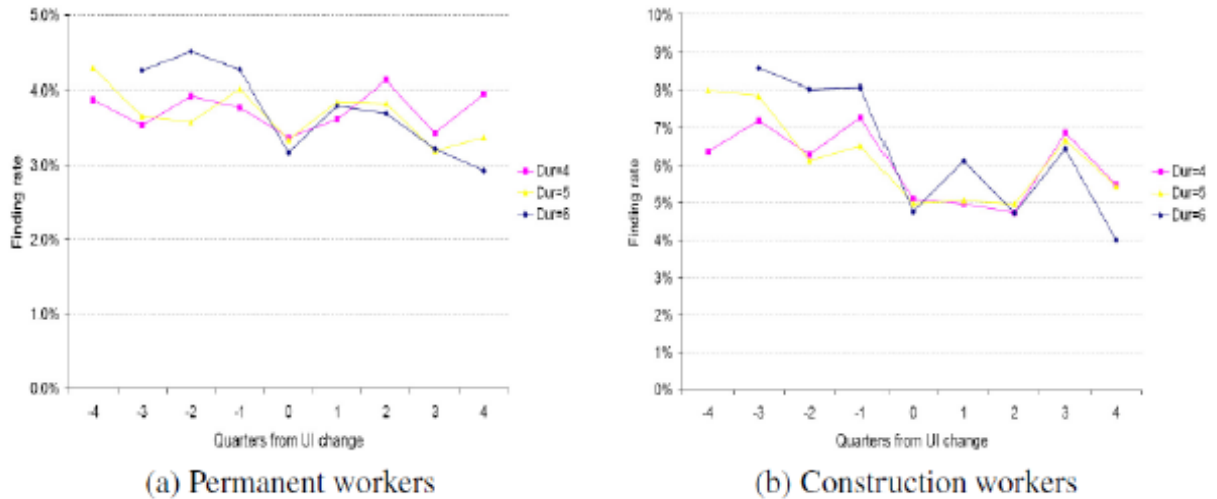 5.0%
4.0%
3.0%
2.0%
1.0%
0.0%
Finding rate
-4 -3 -2 -1 0 1 2 3 4
Quarters from UI change
Dur=4
Dur=5
Dur=6
(a) Permanent workers
10%
9%
8%
7%
6%
5%
4%
3%
2%
1%
0%
Finding rate
-4 -3 -2 -1 0 1 2 3 4
Quarters from UI change
Dur=4
Dur=5
Dur=6
(b) Construction workers